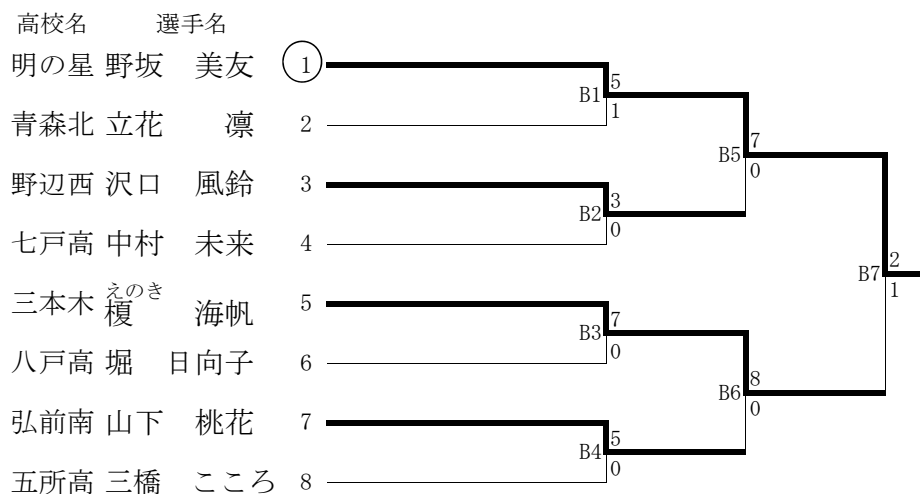 高校名 選手名
明の星 野坂 美友 1
5
B1
1
青森北 立花 凛 2
7
B5
0
野辺西 沢口 風鈴 3
3
B2
0
七戸高 中村 未来 4
2
B7
1
えのき
三本木 榎 海帆 5
7
B3
0
八戸高 堀 日向子 6
8
B6
0
弘前南 山下 桃花 7
5
B4
0
五所高 三橋 こころ 8